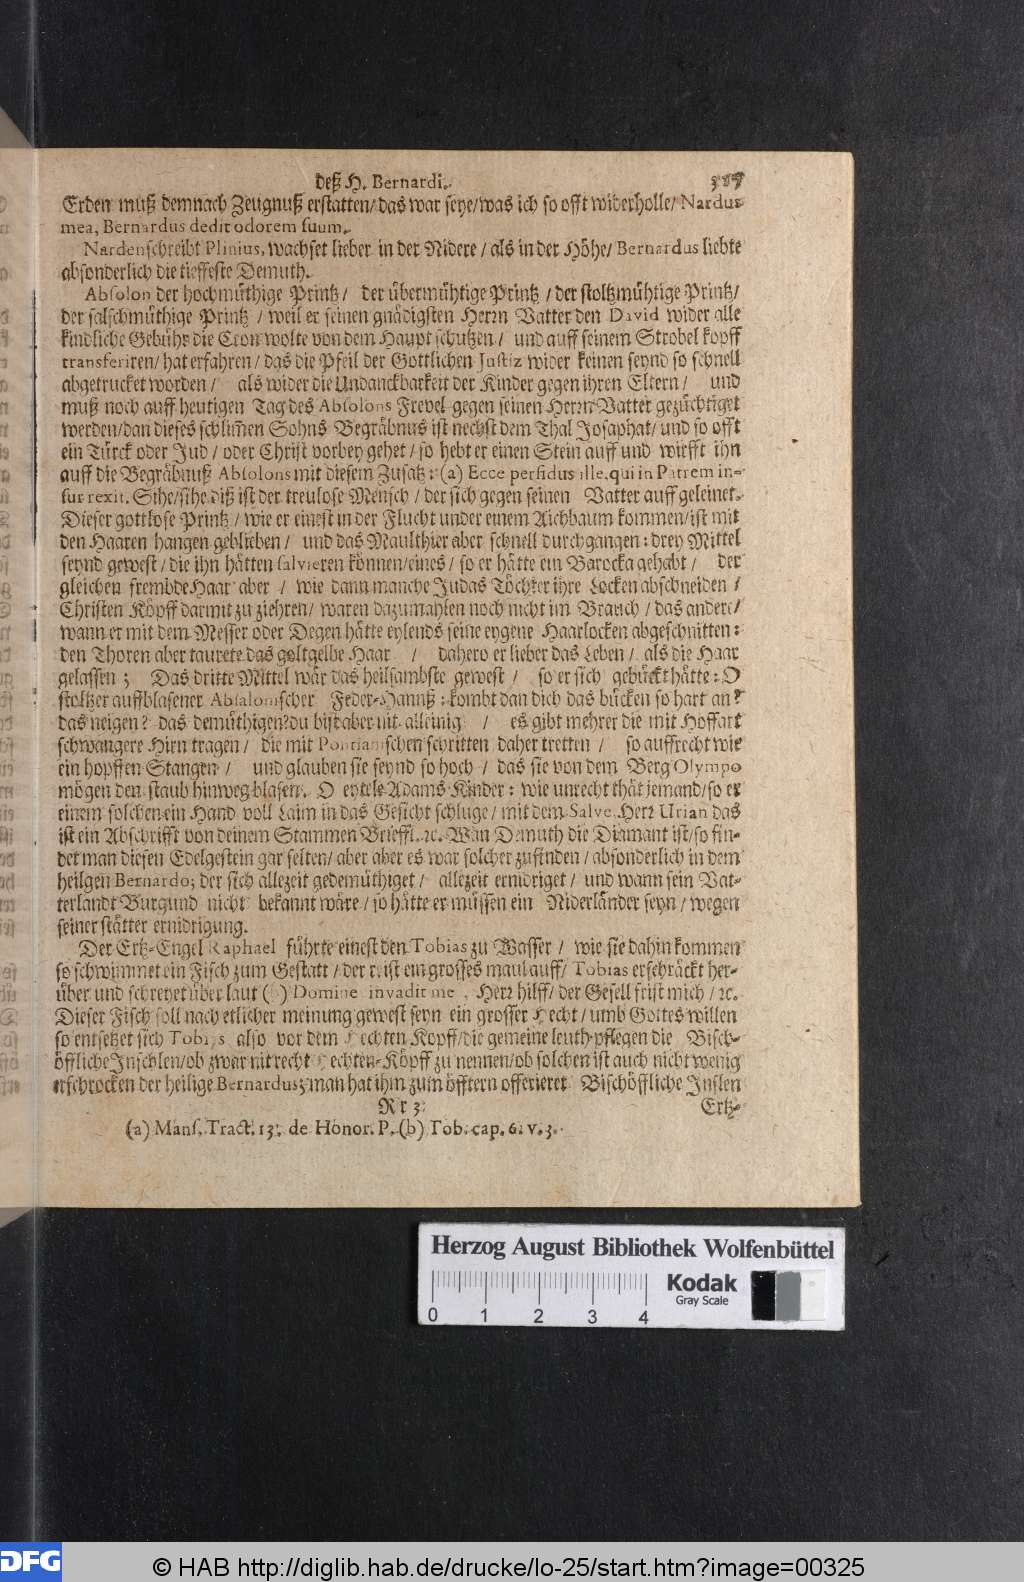 deß H. Bernardi.
Erden muß demnach Zeugnuß erstatten/ das war seye/ was ich so offt widerholle/ Nardus
mea, Bernardus dedit odorem suum.
Narden schreibt Plinius, wachset lieber in der Nidere/ als in der Höhe/ Bernardus liebte
absonderlich die tieffeste Demuth.
Absolon der hochmüthige Printz/ der übermühtige Printz/ der stoltzmühtige Printz/
der falschmüthige Printz/ weil er seinen gnädigsten Herrn Vatter den David wider alle
kindliche Gebühr die Cron wolte von dem Haupt schutzen/ und auff seinem Strobelkopff
transferiren/ hat erfahren/ das die Pfeil der Göttlichen Justiz wider keinen seynd so schnell
abgetrucket worden/ als wider die Undanckbarkeit der Kinder gegen ihren Eltern/ und
muß noch auff heutigen Tag des Absolons Frevel gegen seinen Herrn Vatter gezüchtiget
werden/ dan dieses schlim̃en Sohns Begräbnus ist nechst dem Thal Josaphat/ und so offt
ein Türck oder Jud/ oder Christ vorbey gehet/ so hebt er einen Stein auff und wirfft ihn
auff die Begräbnuß Absolons mit diesem Zusatz: (a) Ecce perfidus ille, qui in Patrem in-
surrexit. Sihe/ sihe diß ist der treulose Mensch/ der sich gegen seinen Vatter auffgeleinet.
Dieser gottlose Printz/ wie er einest in der Flucht under einem Aichbaum kommen/ ist mit
den Haaren hangen geblieben/ und das Maulthier aber schnell durchgangen: drey Mittel
seynd gewest/ die ihn hätten salvieren können/ eines/ so er hätte ein Barocka gehabt/ der
gleichen frembde Haar aber/ wie dann manche Judas Töchter ihre Locken abschneiden/
Christen Köpff darmit zu ziehren/ waren dazumahlen noch nicht im Brauch/ das andere/
wann er mit dem Messer oder Degen hätte eylends seine eygene Haarlocken abgeschnitten:
den Thoren aber taurete das goltgelbe Haar/ dahero er lieber das Leben/ als die Haar
gelassen; Das dritte Mittel wär das heilsambste gewest/ so er sich gebückt hätte: O
stoltzer auffblasener Absalonischer Feder-Hannß: kombt dan dich das bücken so hart an?
das neigen? das demüthigen? du bist aber nit alleinig/ es gibt mehrer die mit Hoffart
schwangere Hirn tragen/ die mit schritten daher tretten/ so auffrecht wie
ein hopffen Stangen/ und glauben sie seynd so hoch/ das sie von dem Berg Olympo
mögen den staub hinweg blasen. O eytele Adams Kinder: wie unrecht thät jemand/ so er
einem solchen ein Hand voll Laim in das Gesicht schluge/ mit dem Salve Herr Urian das
ist ein Abschrifft von deinem Stammen Brieff. ꝛc. Wan Demuth die Diamant ist/ so fin-
det man diesen Edelgestein gar selten/ aber aber es war solcher zufinden/ absonderlich in dem
heilgen Bernardo; der sich allezeit gedemüthiget/ allezeit ernidriget/ und wann sein Vat-
terlandt Burgund nicht bekannt wäre/ so hätte er müssen ein Niderländer seyn/ wegen
seiner stätter ernidrigung.
Der Ertz-Engel Raphael führte einest den Tobias zu Wasser/ wie sie dahin kommen
so schwimmet ein Fisch zum Gestatt/ der reist ein grosses maul auff/ Tobias erschräckt her-
über und schreyet über laut (b) Domine invadit me, Herr hilff/ der Gesell frist mich/ ꝛc.
Dieser Fisch soll nach etlicher meinung gewest seyn ein grosser Hecht/ umb Gottes willen
so entsetzet sich Tobias also vor dem Hechten Kopff/ die gemeine leuth pflegen die Bisch-
öffliche Inschlen/ ob zwar nit recht Hechten-Köpff zu nennen/ ob solchen ist auch nicht wenig
erschrocken der heilige Bernardus; man hat ihm zum öfftern offerieret Bischöffliche Inslen
Rr 3
Ertz-
(a) Mans. Tract. 13. de Honor. P. (b) Tob. cap. 6. v. 3.
Herzog August Bibliothek Wolfenbüttel
Kodak
Gray Scale
0 1 2 3 4
DFG
© HAB http://diglib.hab.de/drucke/lo-25/start.htm?image=00325